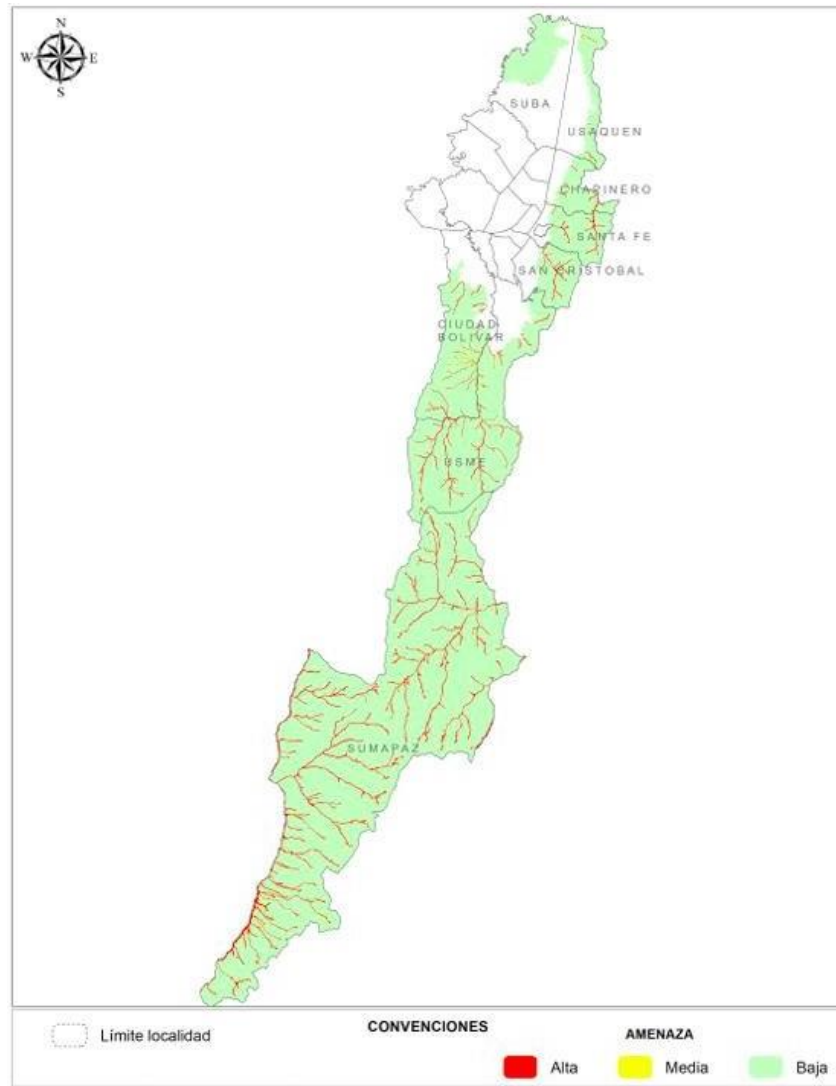 N
W E
S
SUBA
USAQUEN
CHAPINERO
SANTA FE
SAN CRISTOBAL
CIUDAD
BOLIVAR
USME
SUMAPAZ
CONVENCIONES
Límite localidad
AMENAZA
Alta Media Baja